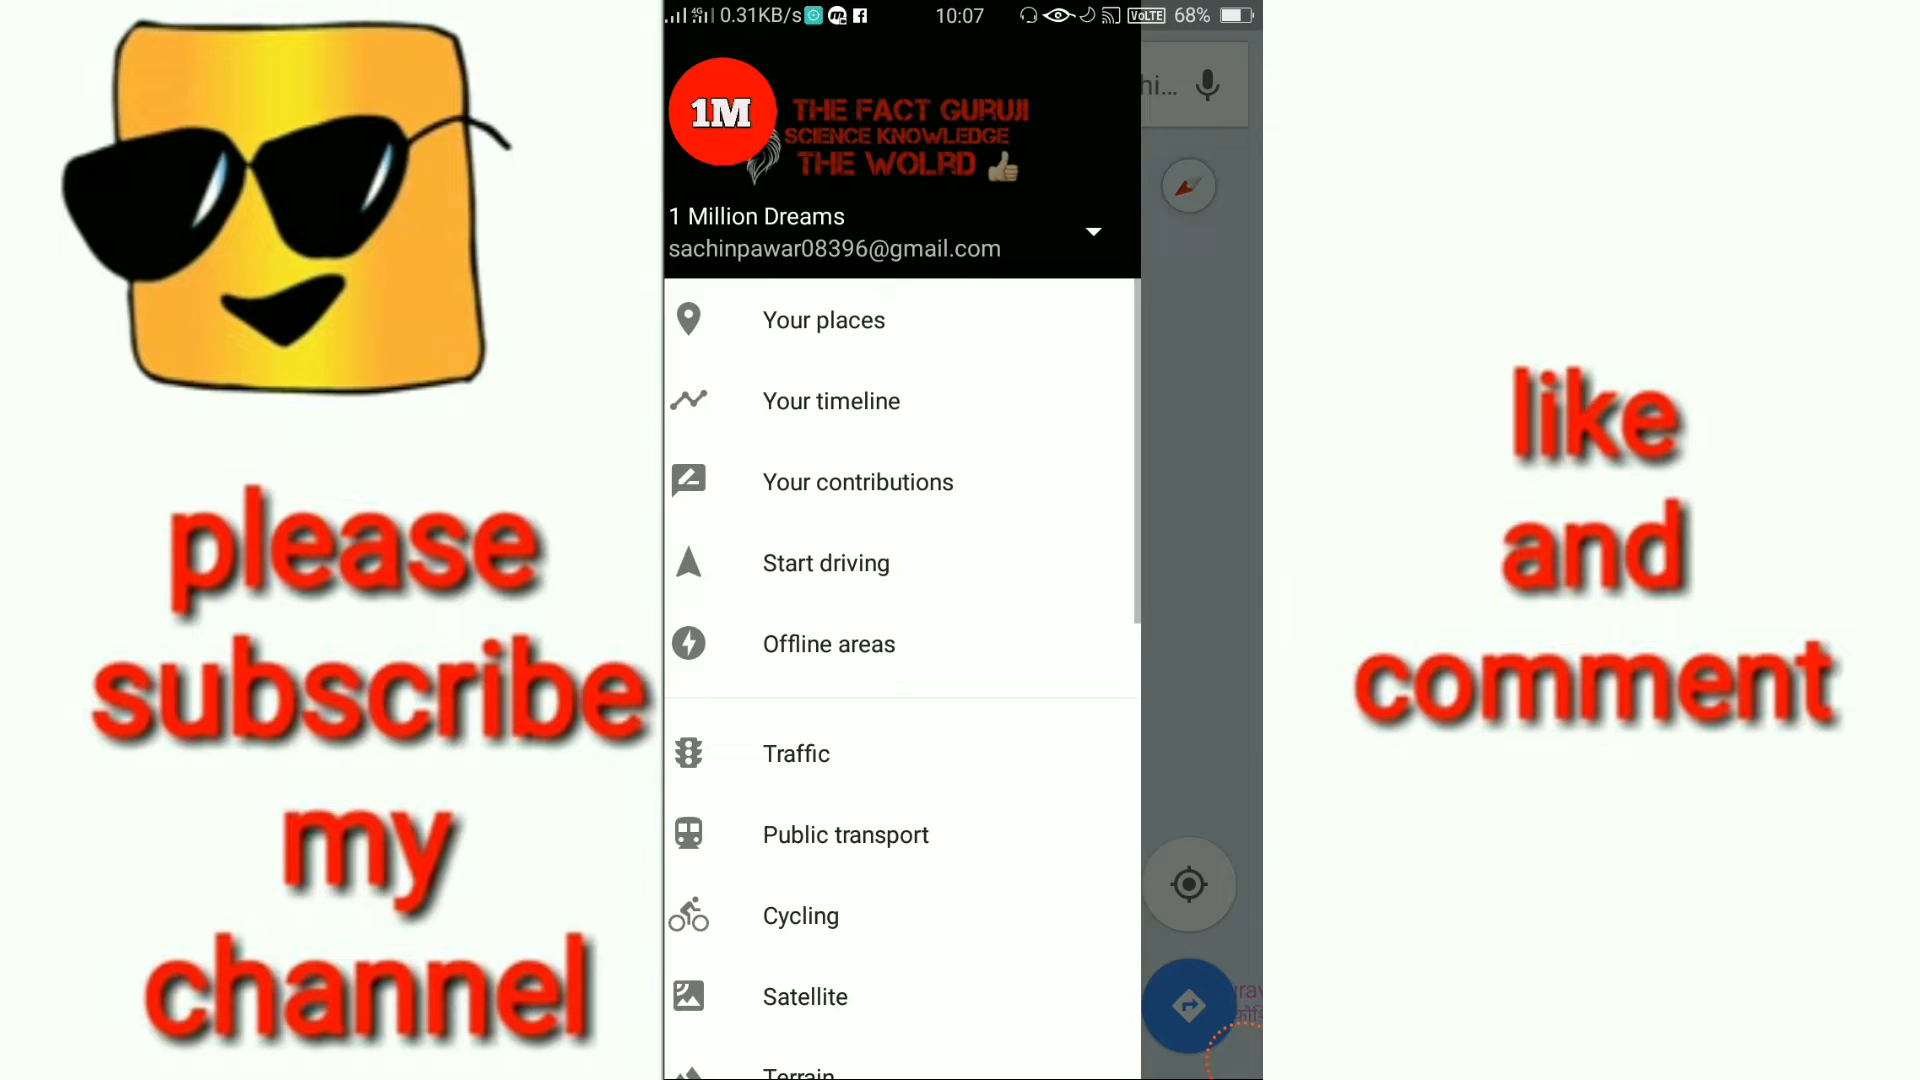 0.31KB/s
10:07
VoLTE
68%
1M
THE FACT GURUJI
SCIENCE KNOWLEDGE
THE WOLRD
1 Million Dreams
sachinpawar08396@gmail.com
Your places
Your timeline
Your contributions
Start driving
Offline areas
Traffic
Public transport
Cycling
Satellite
Terrain
please
subscribe
my
channel
like
and
comment